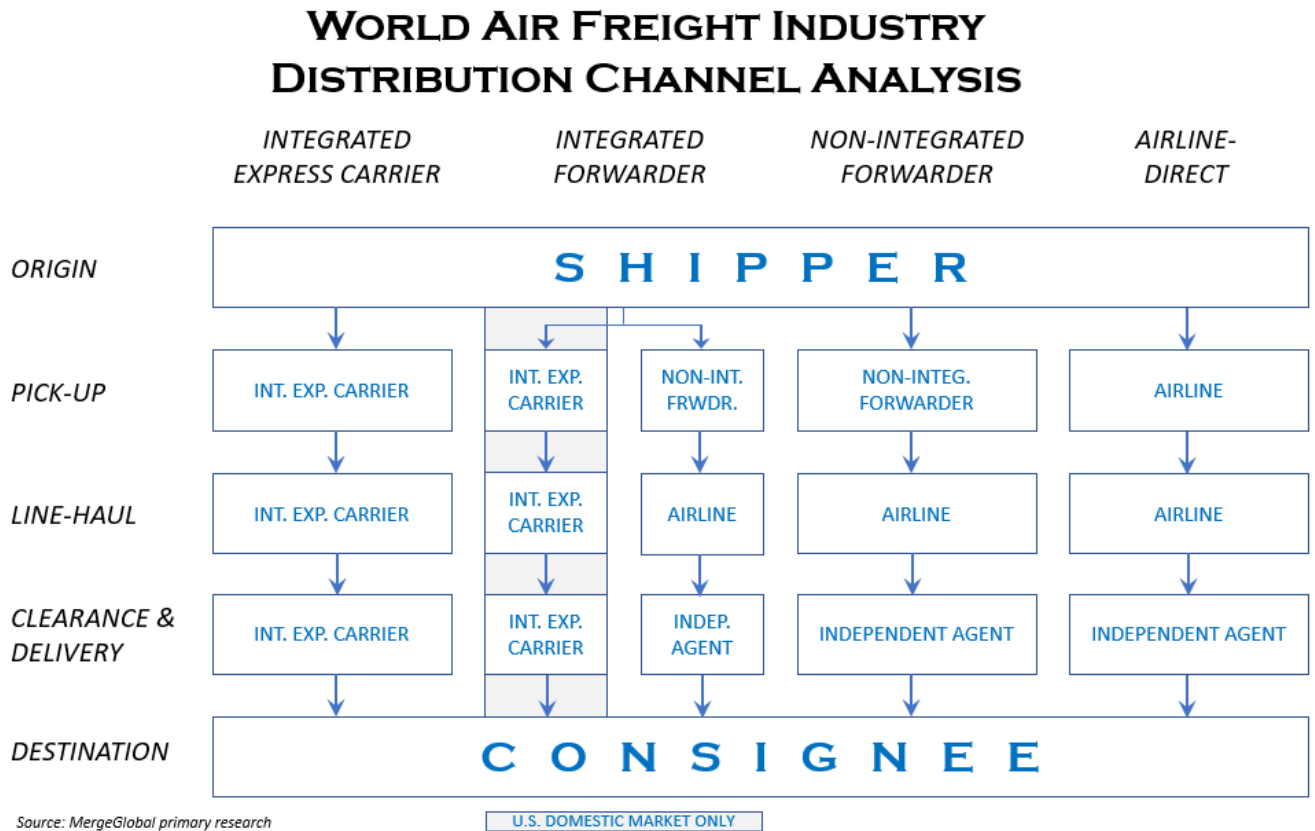 WORLD AIR FREIGHT INDUSTRY
DISTRIBUTION CHANNEL ANALYSIS
INTEGRATED
EXPRESS CARRIER
INTEGRATED
FORWARDER
NON-INTEGRATED
FORWARDER
AIRLINE-
DIRECT
ORIGIN
SHIPPER
PICK-UP
INT. EXP. CARRIER
INT. EXP.
CARRIER
NON-INT.
FRWDR.
NON-INTEG.
FORWARDER
AIRLINE
LINE-HAUL
INT. EXP. CARRIER
INT. EXP.
CARRIER
AIRLINE
AIRLINE
AIRLINE
CLEARANCE &
DELIVERY
INT. EXP. CARRIER
INT. EXP.
CARRIER
INDEP.
AGENT
INDEPENDENT AGENT
INDEPENDENT AGENT
DESTINATION
CONSIGNEE
Source: MergeGlobal primary research
U.S. DOMESTIC MARKET ONLY